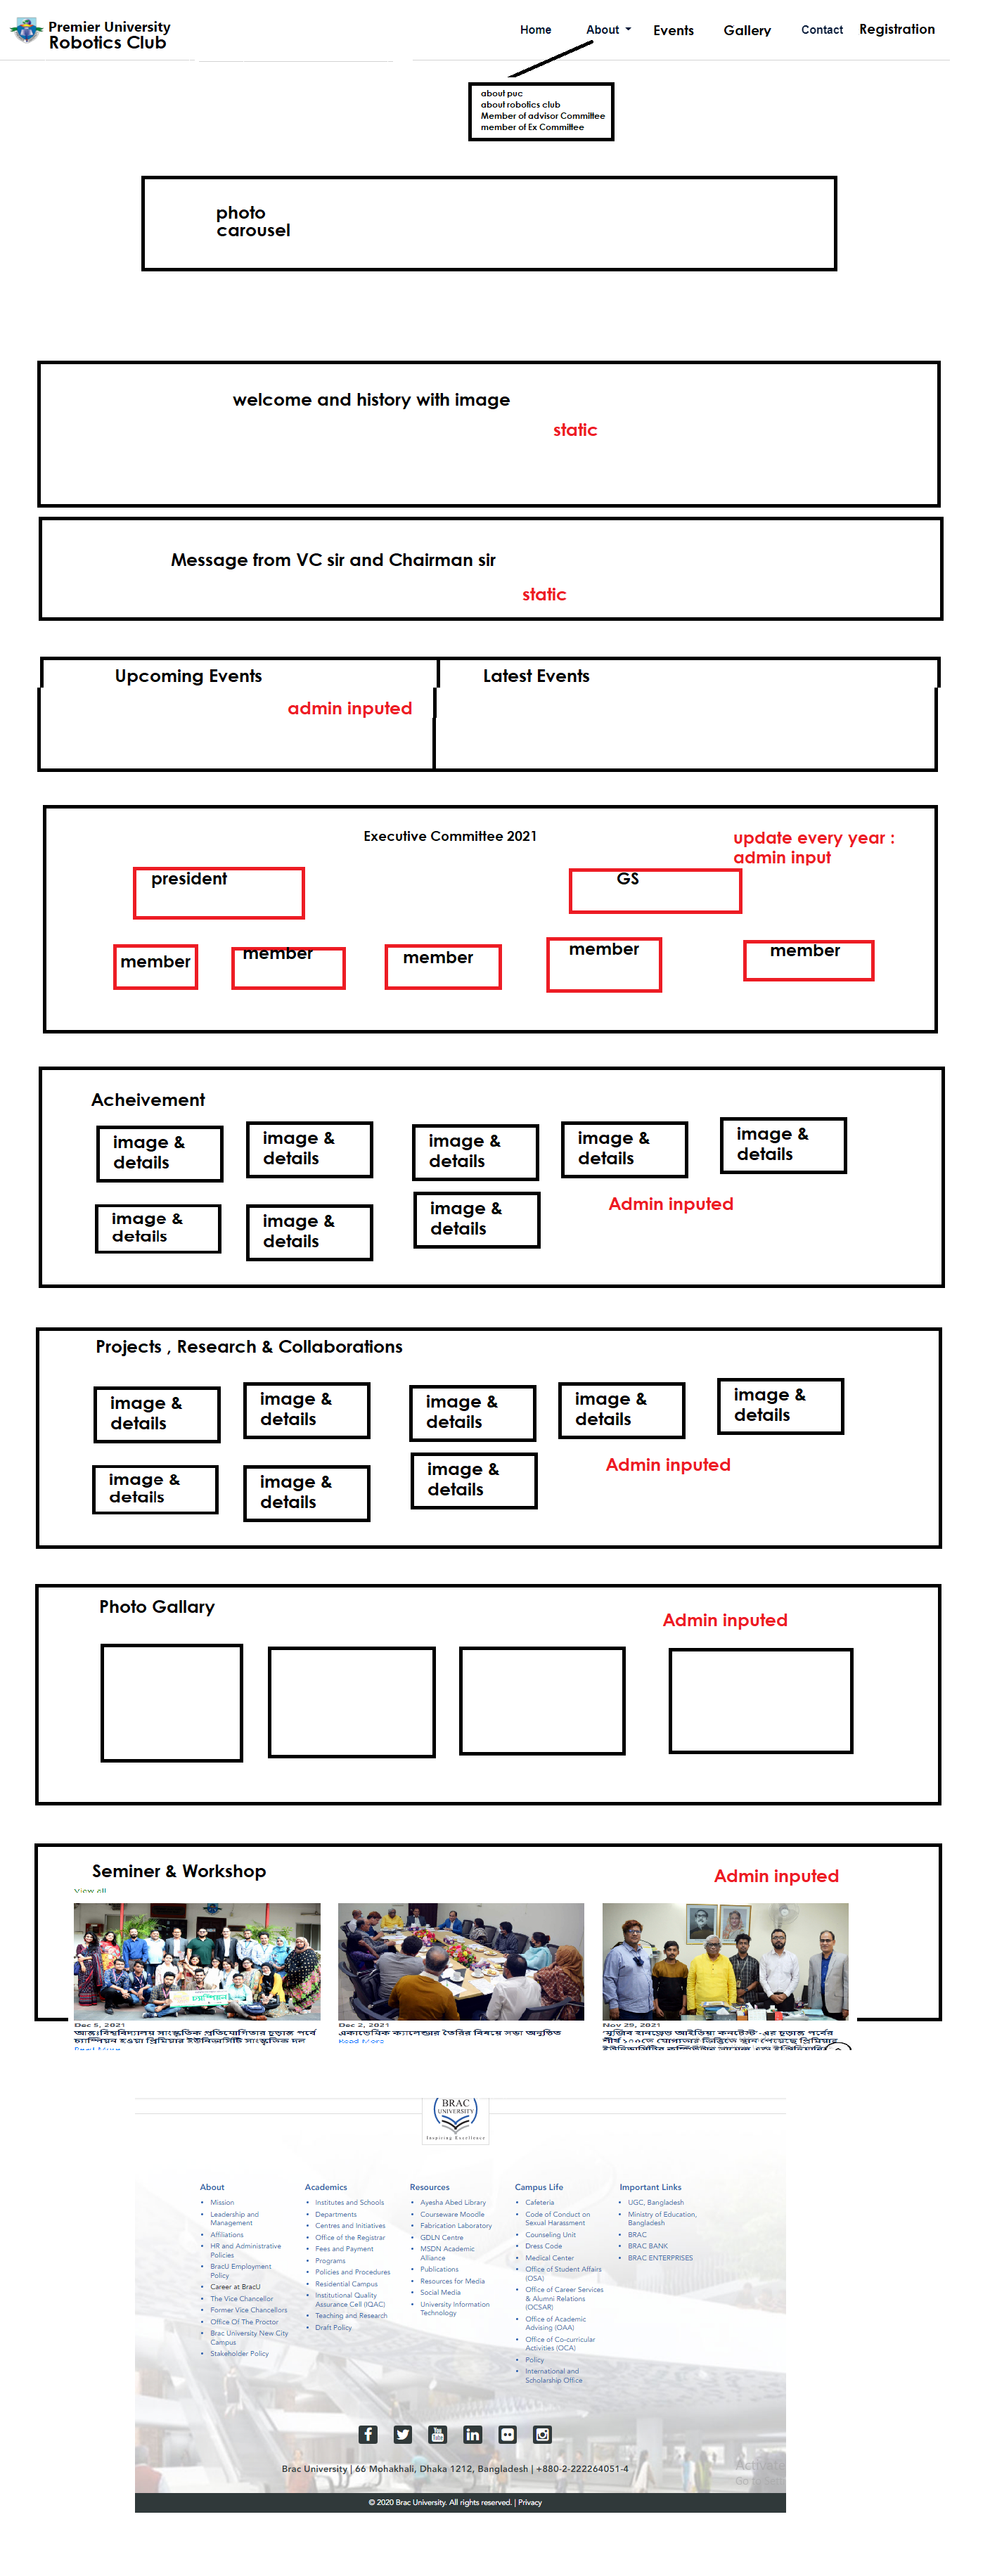 Premier University
Robotics Club
Home
About
Events
Gallery
Contact
Registration
about puc
about robotics club
Member of advisor Committee
member of Ex Committee
photo
carousel
welcome and history with image
static
Message from VC sir and Chairman sir
static
Upcoming Events
Latest Events
admin inputed
Executive Committee 2021
update every year :
admin input
president
GS
member
member
member
member
member
Acheivement
image &
details
image &
details
image &
details
image &
details
image &
details
image &
details
image &
details
image &
details
Admin inputed
Projects , Research & Collaborations
image &
details
image &
details
image &
details
image &
details
image &
details
image &
details
image &
details
image &
details
Admin inputed
Photo Gallary
Admin inputed
Seminer & Workshop
Admin inputed
View all
Dec 5, 2021
Dec 2, 2021
Nov 29, 2021
একাডেমিক ক্যালেন্ডার তৈরির বিষয়ে সভা অনুষ্ঠিত
Read More
BRAC
UNIVERSITY
Inspiring Excellence
About
Mission
Leadership and
Management
Affiliations
HR and Administrative
Policies
BracU Employment
Policy
Career at BracU
The Vice Chancellor
Former Vice Chancellors
Office Of The Proctor
Brac University New City
Campus
Stakeholder Policy
Academics
Institutes and Schools
Departments
Centres and Initiatives
Office of the Registrar
Fees and Payment
Programs
Policies and Procedures
Residential Campus
Institutional Quality
Assurance Cell (IQAC)
Teaching and Research
Draft Policy
Resources
Ayesha Abed Library
Courseware Moodle
Fabrication Laboratory
GDLN Centre
MSDN Academic
Alliance
Publications
Resources for Media
Social Media
University Information
Technology
Campus Life
Cafeteria
Code of Conduct on
Sexual Harassment
Counseling Unit
Dress Code
Medical Center
Office of Student Affairs
(OSA)
Office of Career Services
& Alumni Relations
(OCSAR)
Office of Academic
Advising (OAA)
Office of Co-curricular
Activities (OCA)
Policy
International and
Scholarship Office
Important Links
UGC, Bangladesh
Ministry of Education,
Bangladesh
BRAC
BRAC BANK
BRAC ENTERPRISES
Brac University | 66 Mohakhali, Dhaka 1212, Bangladesh | +880-2-222264051-4
Activate
© 2020 Brac University. All rights reserved. | Privacy